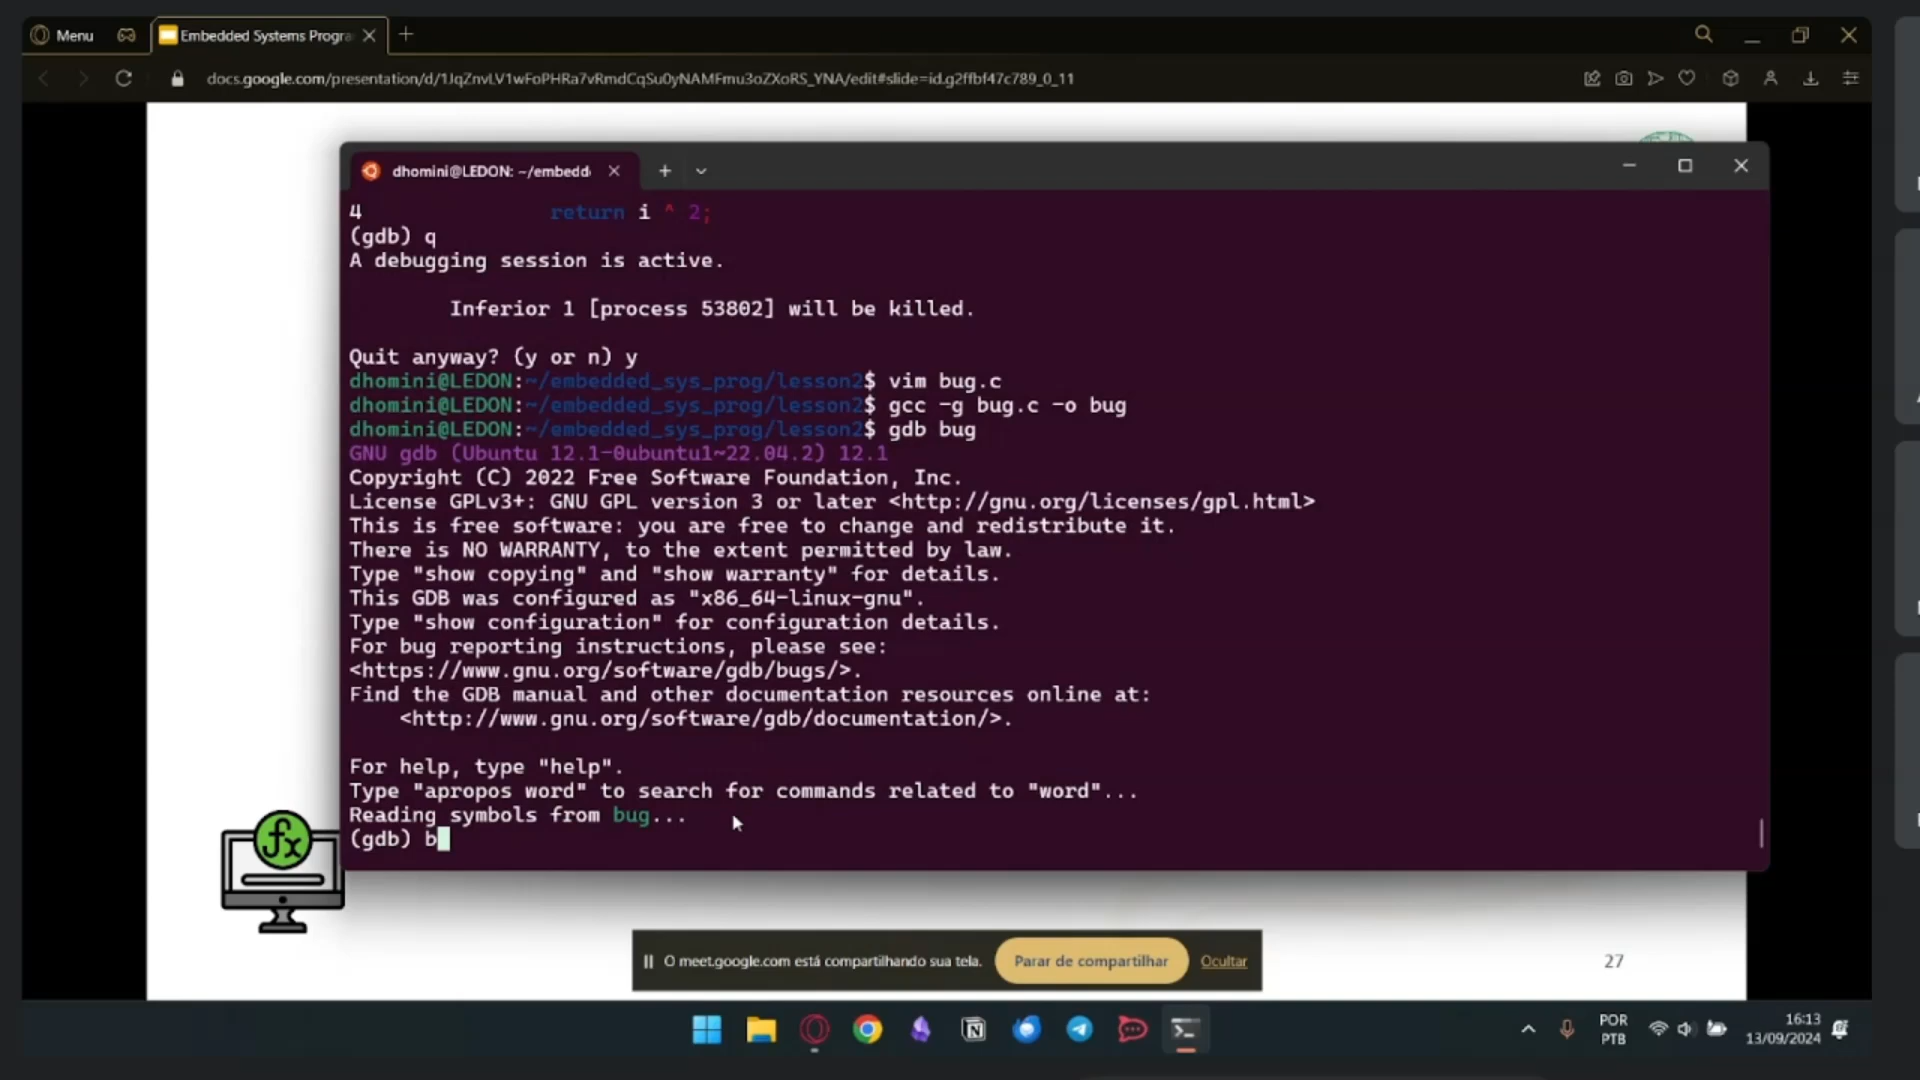 Menu
Embedded Systems Progra
docs.google.com/presentation/d/1JqZnvLV1wFoPHRa7vRmdCqSu0yNAMFmu3oZXoRS_YNA/edit#slide=id.g2ffbf47c789_0_11
dhomini@LEDON: ~/embedd
4 return i ^ 2;
(gdb) q
A debugging session is active.
Inferior 1 [process 53802] will be killed.
Quit anyway? (y or n) y
dhomini@LEDON:~/embedded_sys_prog/lesson2$ vim bug.c
dhomini@LEDON:~/embedded_sys_prog/lesson2$ gcc -g bug.c -o bug
dhomini@LEDON:~/embedded_sys_prog/lesson2$ gdb bug
GNU gdb (Ubuntu 12.1-0ubuntu1~22.04.2) 12.1
Copyright (C) 2022 Free Software Foundation, Inc.
License GPLv3+: GNU GPL version 3 or later <http://gnu.org/licenses/gpl.html>
This is free software: you are free to change and redistribute it.
There is NO WARRANTY, to the extent permitted by law.
Type "show copying" and "show warranty" for details.
This GDB was configured as "x86_64-linux-gnu".
Type "show configuration" for configuration details.
For bug reporting instructions, please see:
<https://www.gnu.org/software/gdb/bugs/>.
Find the GDB manual and other documentation resources online at:
<http://www.gnu.org/software/gdb/documentation/>.
For help, type "help".
Type "apropos word" to search for commands related to "word"...
Reading symbols from bug...
(gdb) b
fx
O meet.google.com está compartilhando sua tela.
Parar de compartilhar
Ocultar
27
POR
PTB
16:13
13/09/2024